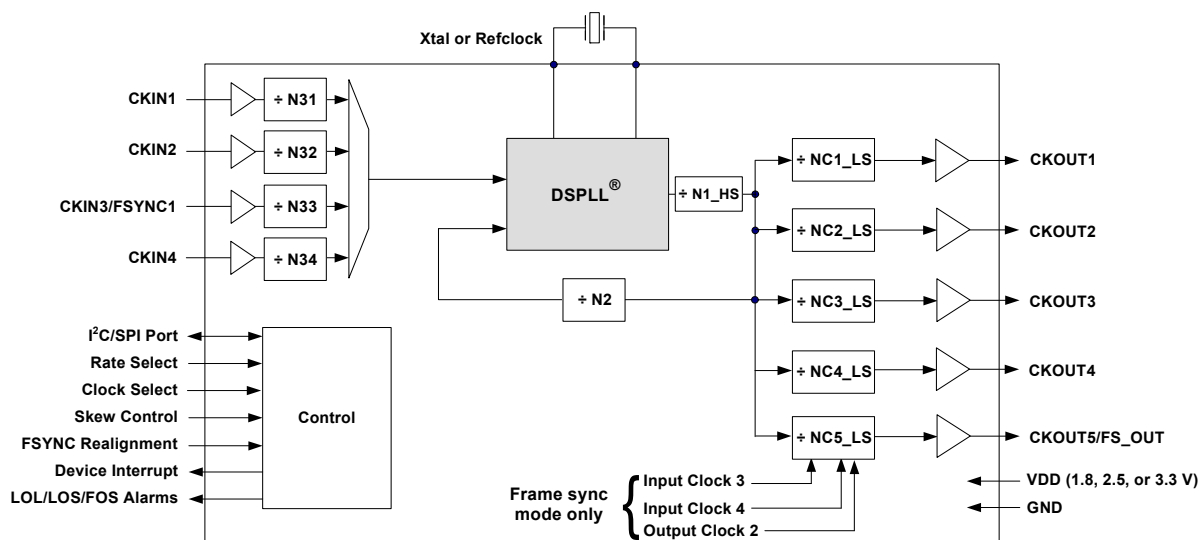 Xtal or Refclock
CKIN1
÷ N31
CKIN2
÷ N32
CKIN3/FSYNC1
÷ N33
CKIN4
÷ N34
DSPLL®
÷ N1_HS
÷ N2
÷ NC1_LS
CKOUT1
÷ NC2_LS
CKOUT2
÷ NC3_LS
CKOUT3
÷ NC4_LS
CKOUT4
÷ NC5_LS
CKOUT5/FS_OUT
I²C/SPI Port
Rate Select
Clock Select
Skew Control
FSYNC Realignment
Device Interrupt
LOL/LOS/FOS Alarms
Control
Frame sync
mode only
{
Input Clock 3
Input Clock 4
Output Clock 2
VDD (1.8, 2.5, or 3.3 V)
GND